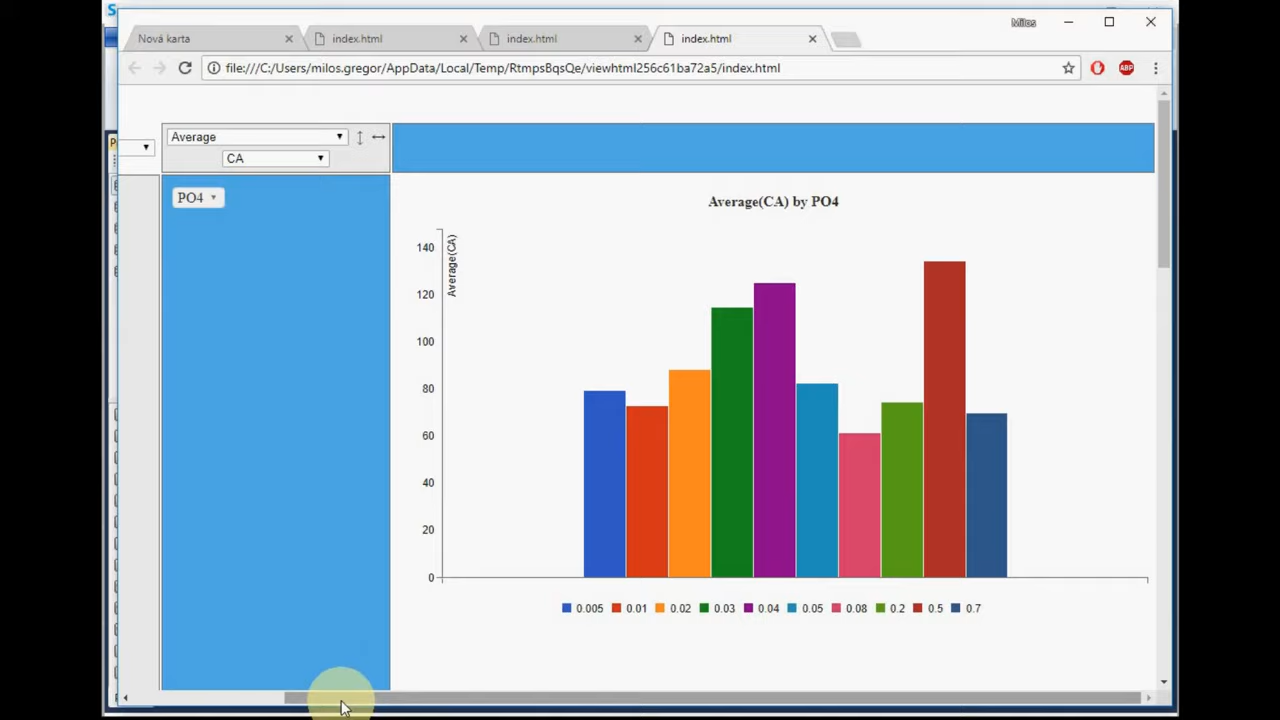 S
Milos
Nová karta
index.html
index.html
index.html
file:///C:/Users/milos.gregor/AppData/Local/Temp/RtmpsBqsQe/viewhtml256c61ba72a5/index.html
ABP
Average
CA
PO4
Average(CA) by PO4
Average(CA)
140
120
100
80
60
40
20
0
0.005 0.01 0.02 0.03 0.04 0.05 0.08 0.2 0.5 0.7